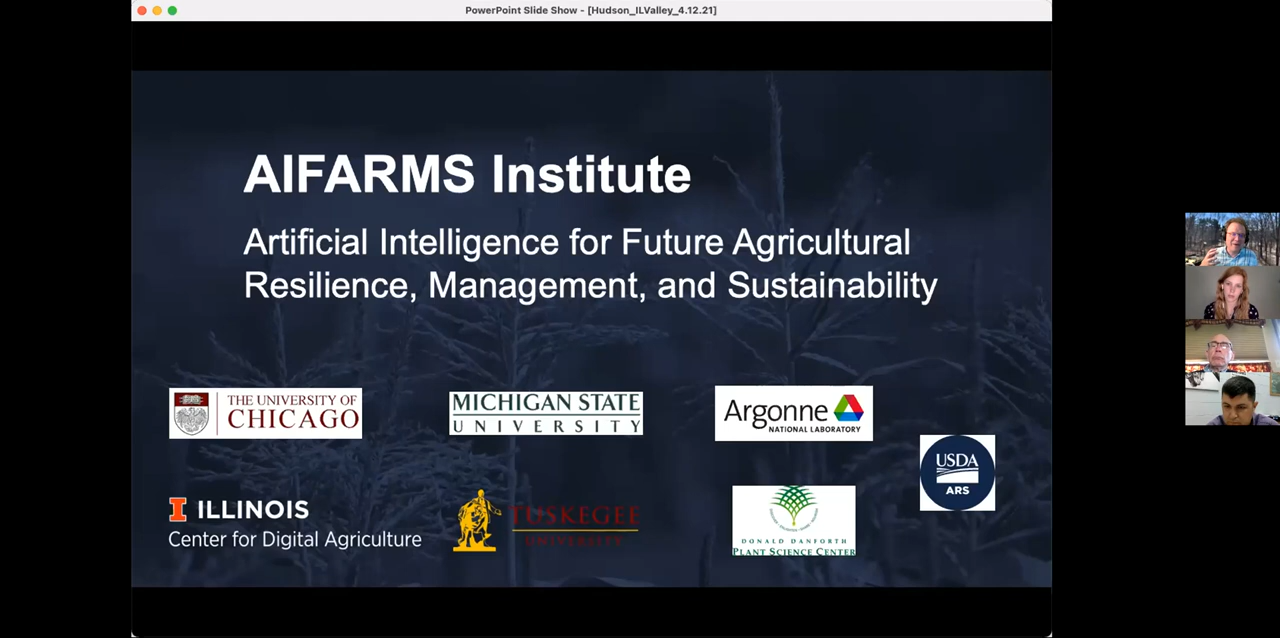 PowerPoint Slide Show - [Hudson_ILValley_4.12.21]
AIFARMS Institute
Artificial Intelligence for Future Agricultural
Resilience, Management, and Sustainability
THE UNIVERSITY OF
CHICAGO
MICHIGAN STATE
UNIVERSITY
Argonne
NATIONAL LABORATORY
USDA
ARS
I ILLINOIS
Center for Digital Agriculture
TUSKEGEE
UNIVERSITY
DONALD DANFORTH
PLANT SCIENCE CENTER